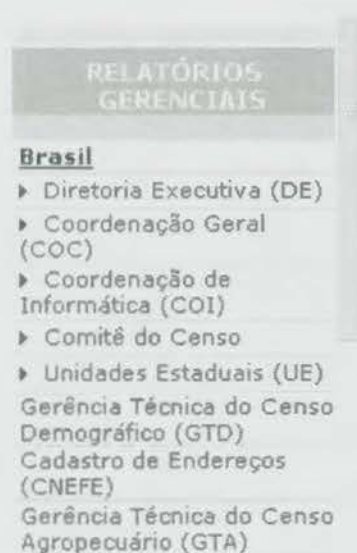 RELATÓRIOS
GERENCIAIS
Brasil
Diretoria Executiva (DE)
Coordenação Geral
(COC)
Coordenação de
Informática (COI)
Comitê do Censo
Unidades Estaduais (UE)
Gerência Técnica do Censo
Demográfico (GTD)
Cadastro de Endereços
(CNEFE)
Gerência Técnica do Censo
Agropecuário (GTA)